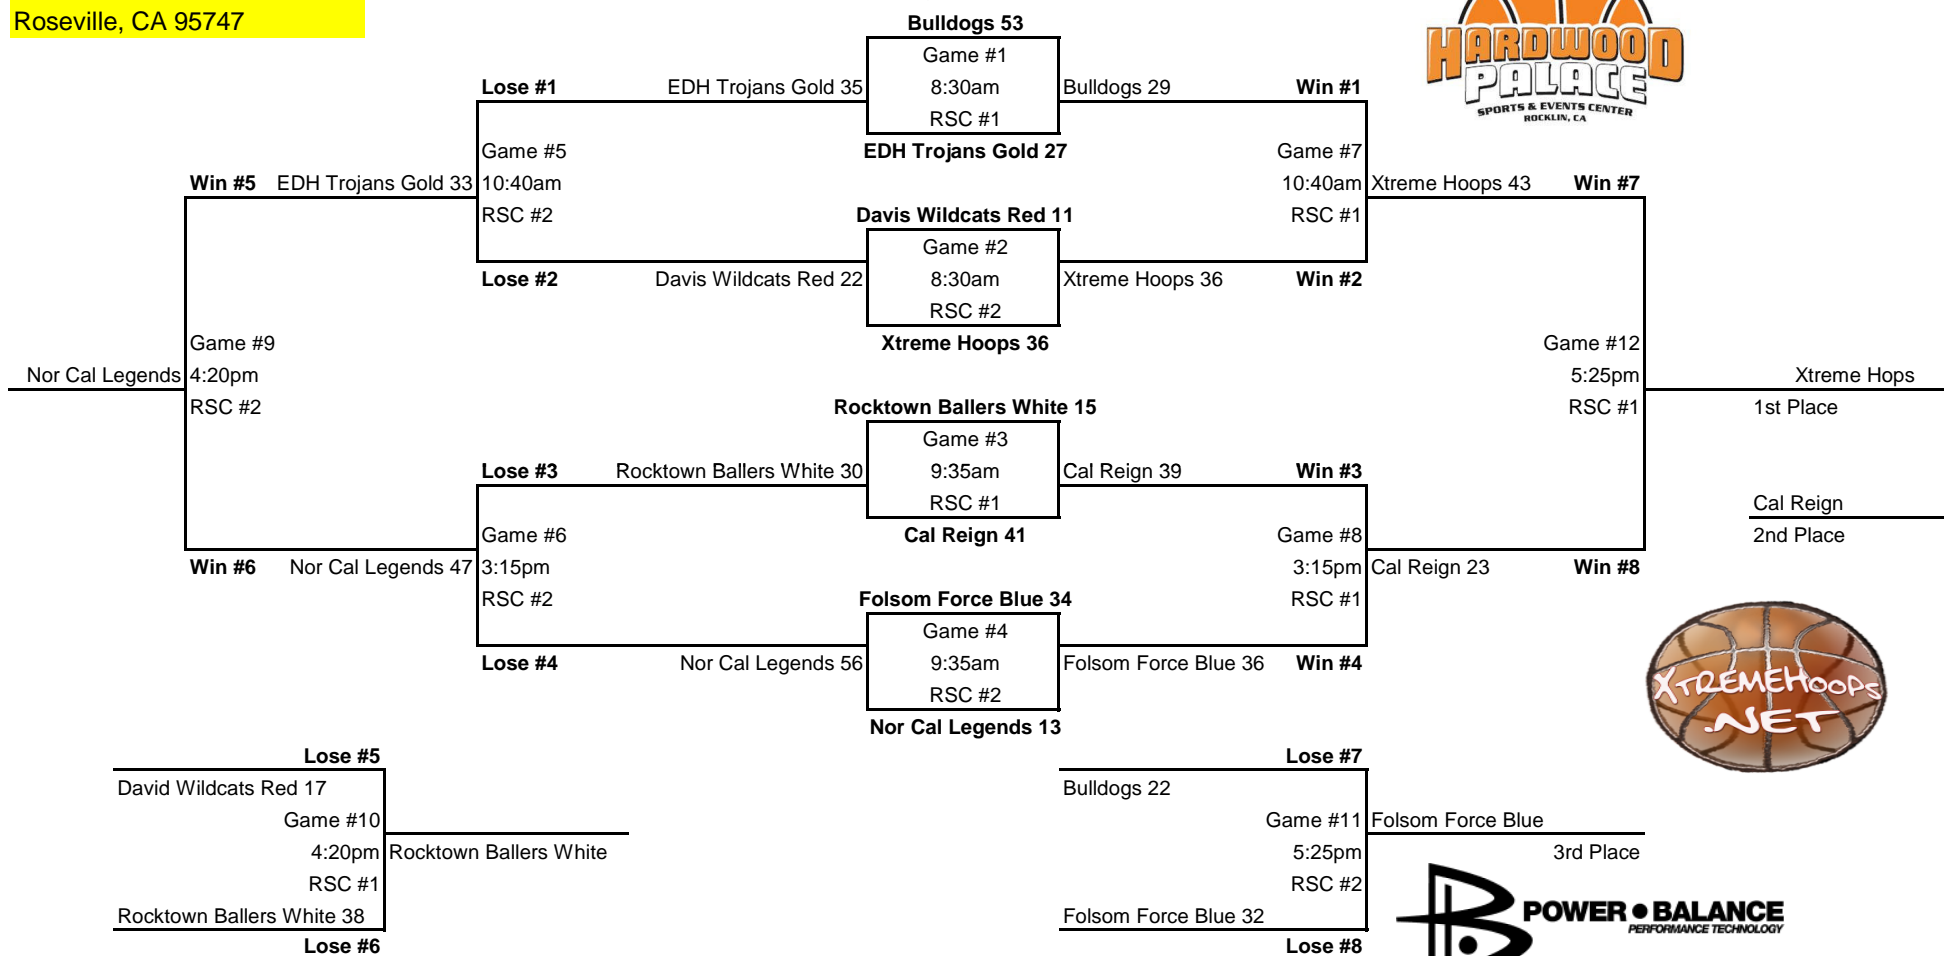 Roseville, CA 95747
Bulldogs 53
HARDWOOD
PALACE
SPORTS & EVENTS CENTER
ROCKLIN, CA
Game #1
Lose #1 EDH Trojans Gold 35 8:30am Bulldogs 29 Win #1
RSC #1
Game #5 EDH Trojans Gold 27 Game #7
Win #5 EDH Trojans Gold 33 10:40am 10:40am Xtreme Hoops 43 Win #7
RSC #2 Davis Wildcats Red 11 RSC #1
Game #2
Lose #2 Davis Wildcats Red 22 8:30am Xtreme Hoops 36 Win #2
RSC #2
Game #9 Xtreme Hoops 36 Game #12
Nor Cal Legends 4:20pm 5:25pm Xtreme Hops
RSC #2 Rocktown Ballers White 15 RSC #1 1st Place
Game #3
Lose #3 Rocktown Ballers White 30 9:35am Cal Reign 39 Win #3
RSC #1 Cal Reign
Game #6 Cal Reign 41 Game #8 2nd Place
Win #6 Nor Cal Legends 47 3:15pm 3:15pm Cal Reign 23 Win #8
RSC #2 Folsom Force Blue 34 RSC #1
Game #4
Lose #4 Nor Cal Legends 56 9:35am Folsom Force Blue 36 Win #4
RSC #2
XTREMEHOOPS
.NET
Nor Cal Legends 13
Lose #5 Lose #7
David Wildcats Red 17 Bulldogs 22
Game #10 Game #11 Folsom Force Blue
4:20pm Rocktown Ballers White 5:25pm 3rd Place
RSC #1 RSC #2
Rocktown Ballers White 38 Folsom Force Blue 32
POWER BALANCE
PERFORMANCE TECHNOLOGY
Lose #6 Lose #8